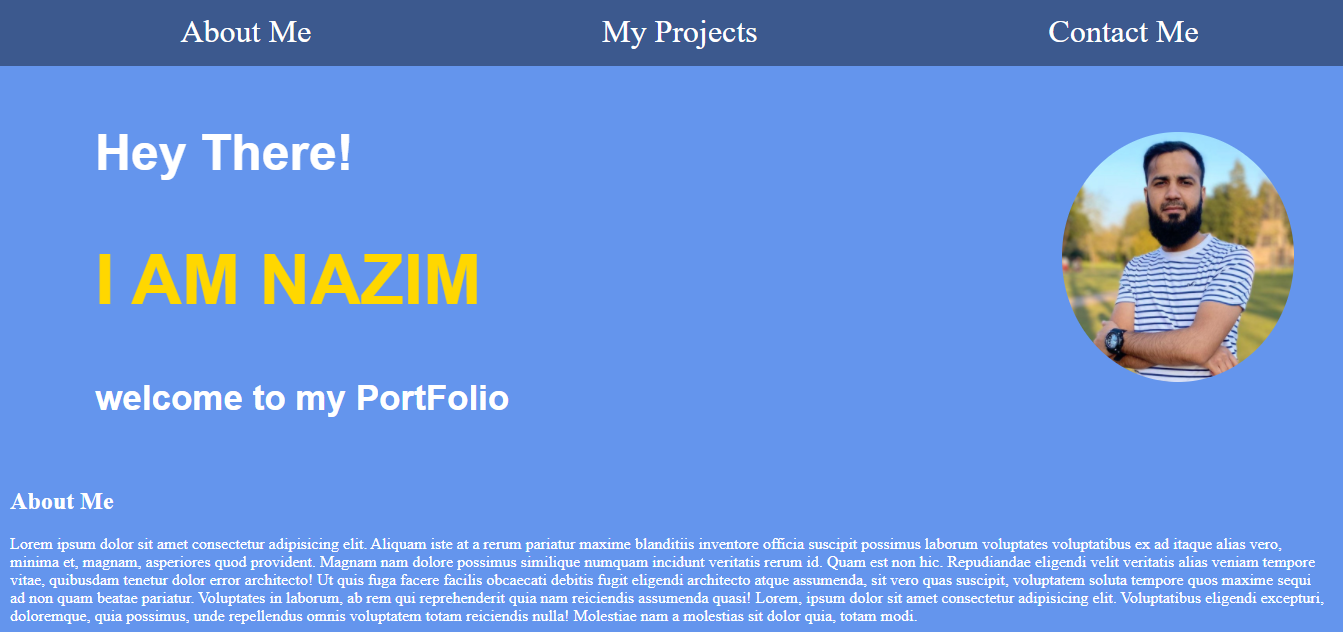 About Me My Projects Contact Me
Hey There!
I AM NAZIM
welcome to my PortFolio
About Me
Lorem ipsum dolor sit amet consectetur adipisicing elit. Aliquam iste at a rerum pariatur maxime blanditiis inventore officia suscipit possimus laborum voluptates voluptatibus ex ad itaque alias vero,
minima et, magnam, asperiores quod provident. Magnam nam dolore possimus similique numquam incidunt veritatis rerum id. Quam est non hic. Repudiandae eligendi velit veritatis alias veniam tempore
vitae, quibusdam tenetur dolor error architecto! Ut quis fuga facere facilis obcaecati debitis fugit eligendi architecto atque assumenda, sit vero quas suscipit, voluptatem soluta tempore quos maxime sequi
ad non quam beatae pariatur. Voluptates in laborum, ab rem qui reprehenderit quia nam reiciendis assumenda quasi! Lorem, ipsum dolor sit amet consectetur adipisicing elit. Voluptatibus eligendi excepturi,
doloremque, quia possimus, unde repellendus omnis voluptatem totam reiciendis nulla! Molestiae nam a molestias sit dolor quia, totam modi.